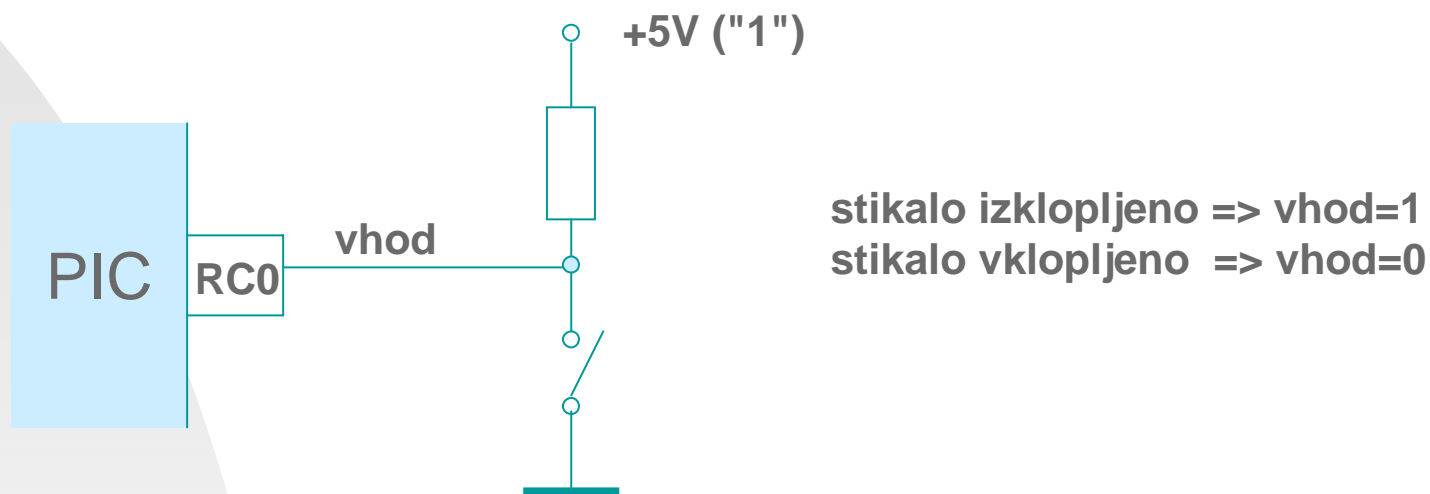 +5V ("1")
PIC
RC0
vhod
stikalo izklopljeno => vhod=1
stikalo vklopljeno => vhod=0